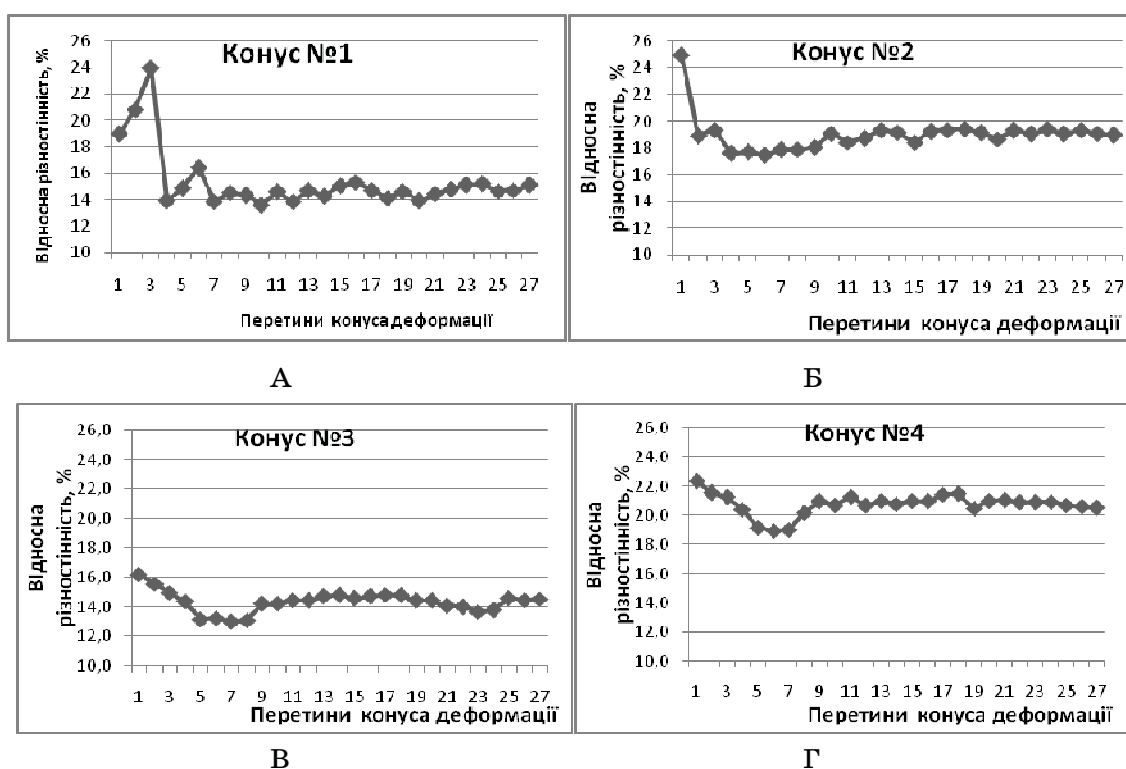 Конус №1
Відносна різностінність, %
26
24
22
20
18
16
14
12
10
1 3 5 7 9 11 13 15 17 19 21 23 25 27
Перетини конуса деформації
А
Конус №2
Відносна
різностінність, %
26
24
22
20
18
16
14
12
10
1 3 5 7 9 11 13 15 17 19 21 23 25 27
Перетини конуса деформації
Б
Конус №3
Відносна
різностінність, %
26,0
24,0
22,0
20,0
18,0
16,0
14,0
12,0
10,0
1 3 5 7 9 11 13 15 17 19 21 23 25 27
Перетини конуса деформації
В
Конус №4
Відносна
різностінність, %
26,0
24,0
22,0
20,0
18,0
16,0
14,0
12,0
10,0
1 3 5 7 9 11 13 15 17 19 21 23 25 27
Перетини конуса деформації
Г